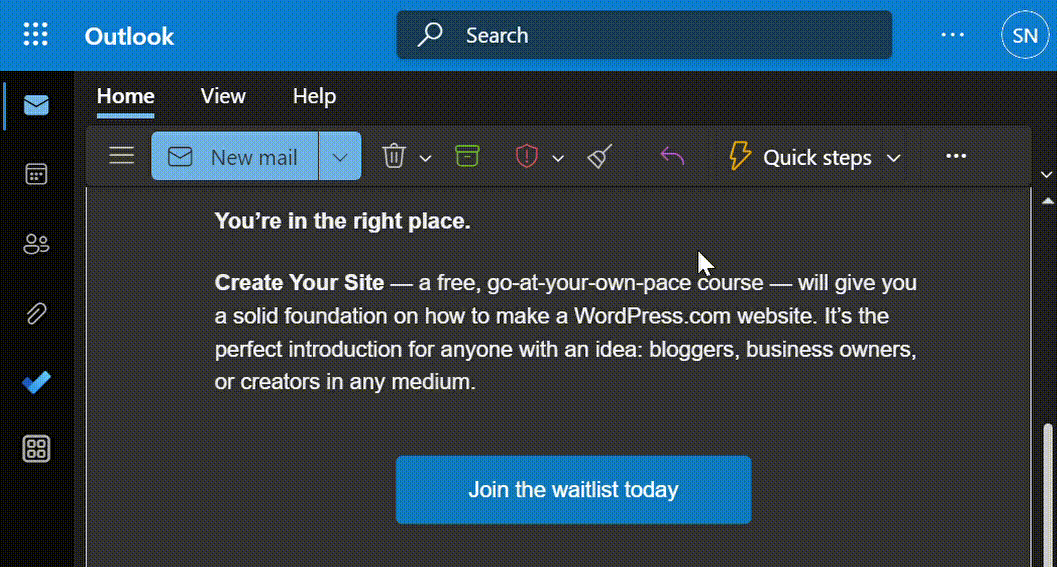 Outlook
Search
SN
Home View Help
New mail
Quick steps
You’re in the right place.
Create Your Site — a free, go-at-your-own-pace course — will give you
a solid foundation on how to make a WordPress.com website. It’s the
perfect introduction for anyone with an idea: bloggers, business owners,
or creators in any medium.
Join the waitlist today